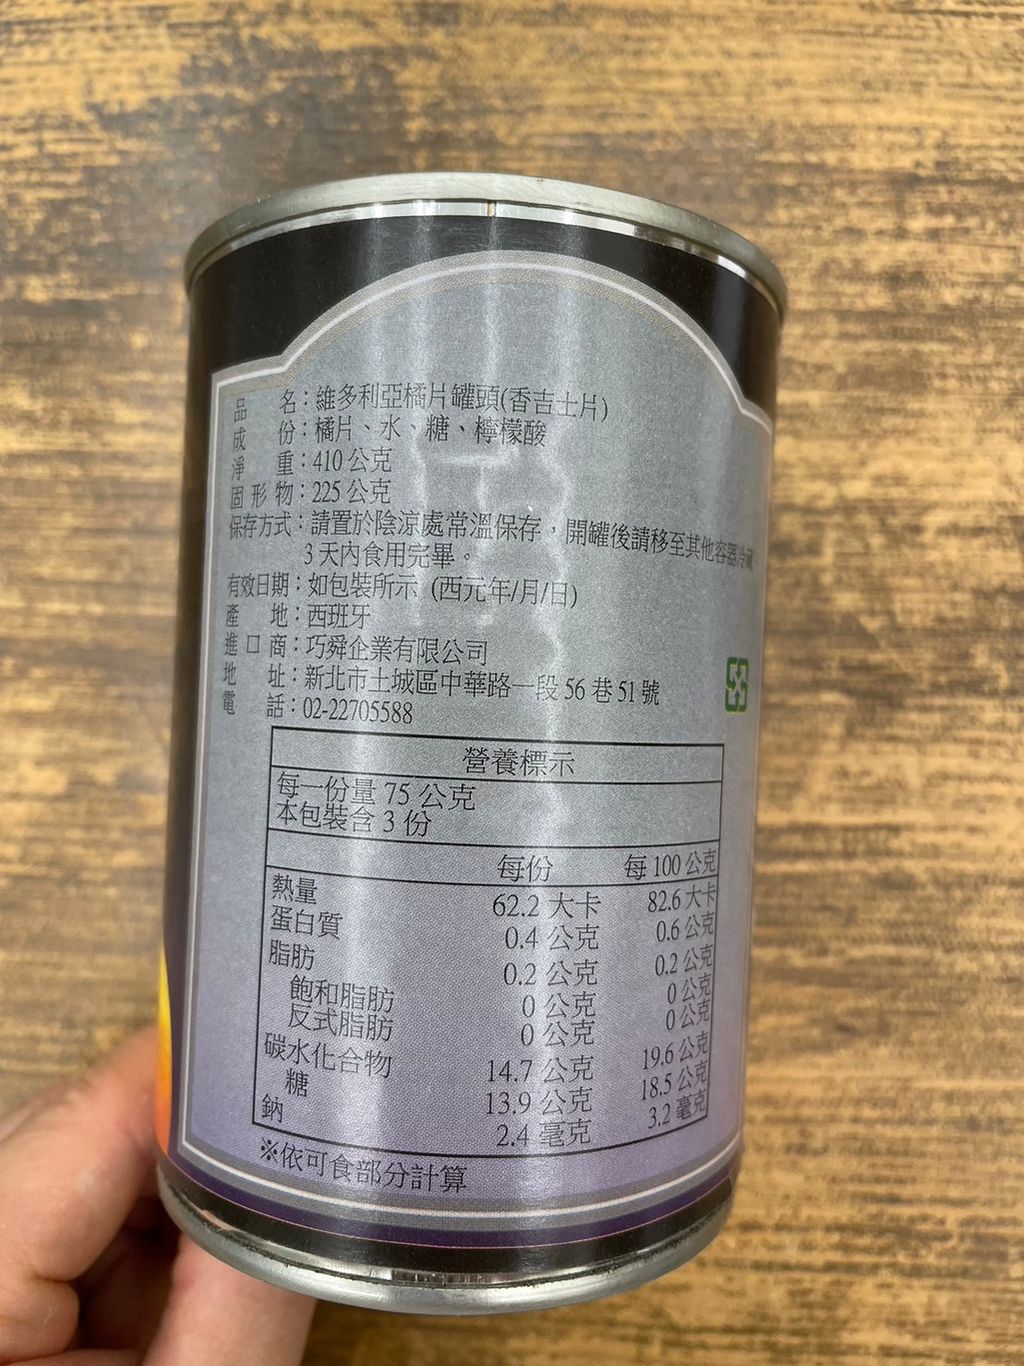 品名：維多利亞橘片罐頭(香吉士片)
成份：橘片、水、糖、檸檬酸
淨重：410 公克
固形物：225 公克
保存方式：請置於陰涼處常溫保存，開罐後請移至其他容器冷藏，
3 天內食用完畢。
有效日期：如包裝所示 (西元年/月/日)
產地：西班牙
進口商：巧舜企業有限公司
地址：新北市土城區中華路一段 56 巷 51 號
電話：02-22705588
營養標示
每一份量 75 公克
本包裝含 3 份
每份 每 100 公克
熱量 62.2 大卡 82.6 大卡
蛋白質 0.4 公克 0.6 公克
脂肪 0.2 公克 0.2 公克
飽和脂肪 0 公克 0 公克
反式脂肪 0 公克 0 公克
碳水化合物 14.7 公克 19.6 公克
糖 13.9 公克 18.5 公克
鈉 2.4 毫克 3.2 毫克
※依可食部分計算